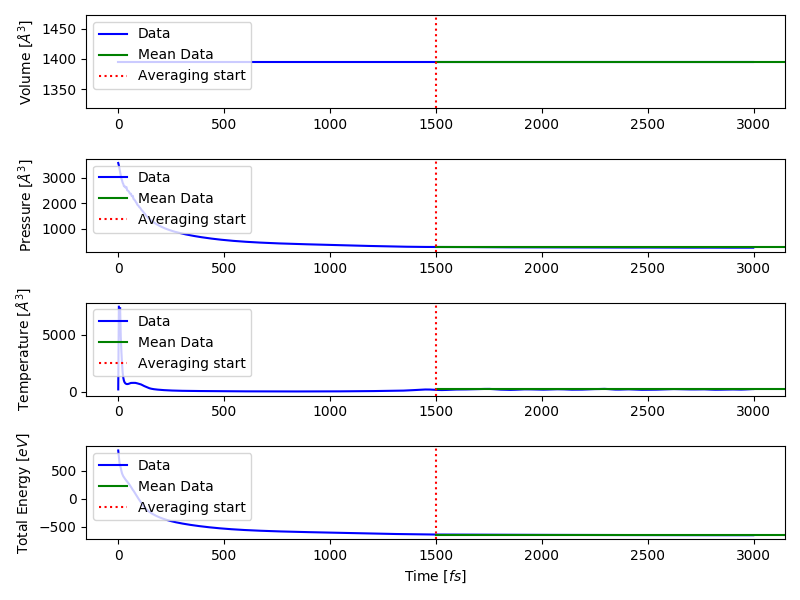 Volume [Å³]
1450
1400
1350
Data
Mean Data
Averaging start
0 500 1000 1500 2000 2500 3000
Pressure [Å³]
3000
2000
1000
Data
Mean Data
Averaging start
0 500 1000 1500 2000 2500 3000
Temperature [Å³]
5000
0
Data
Mean Data
Averaging start
0 500 1000 1500 2000 2500 3000
Total Energy [eV]
500
0
−500
Data
Mean Data
Averaging start
0 500 1000 1500 2000 2500 3000
Time [fs]